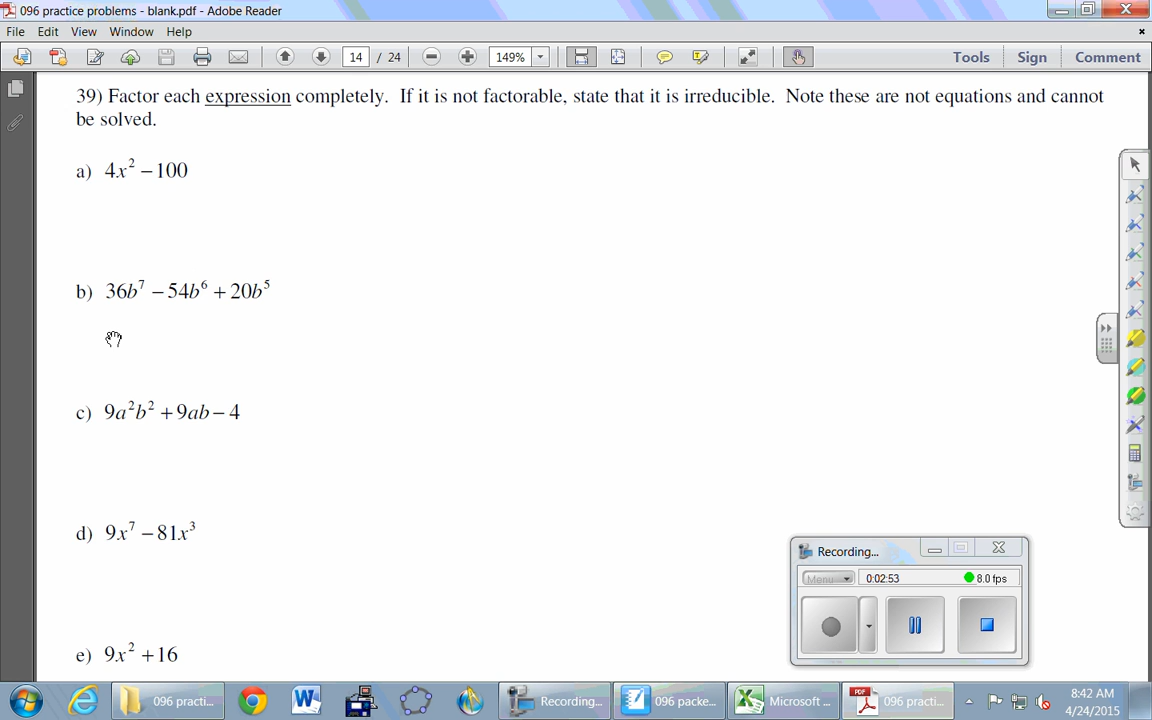 096 practice problems - blank.pdf - Adobe Reader
File Edit View Window Help
14 / 24 149% Tools Sign Comment
39) Factor each expression completely. If it is not factorable, state that it is irreducible. Note these are not equations and cannot
be solved.
a) 4x² − 100
b) 36b⁷ − 54b⁶ + 20b⁵
c) 9a²b² + 9ab − 4
d) 9x⁷ − 81x³
e) 9x² + 16
Recording...
Menu 0:02:53 8.0 fps
096 practi... Recording... 096 packe... Microsoft ... 096 practi... 8:42 AM
4/24/2015